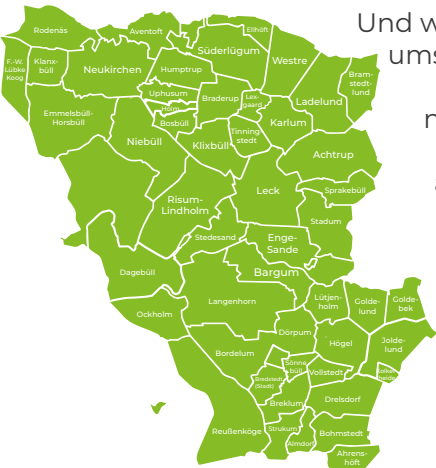 Und w
ums
n
Rodenäs
Aventoft
Ellhöft
Süderlügum
Westre
F.-W.
Lübke
Koog
Klanx-
büll
Neukirchen
Humptrup
Bram-
stedt-
lund
Uphusum
Braderup
Lex-
gaard
Ladelund
Holm
Emmelsbüll-
Horsbüll
Bosbüll
Karlum
Niebüll
Klixbüll
Tinning
stedt
Achtrup
Leck
Sprakebüll
Risum-
Lindholm
Stadum
Stedesand
Enge-
Sande
Dagebüll
Bargum
Langenhorn
Lütjen-
holm
Golde-
lund
Golde-
bek
Ockholm
Dörpum
Högel
Jolde-
lund
Bordelum
Sönne
büll
Vollstedt
Kolker
heide
Bredstedt
(Stadt)
Breklum
Drelsdorf
Reußenköge
Struckum
Almdorf
Bohmstedt
Ahrens-
höft